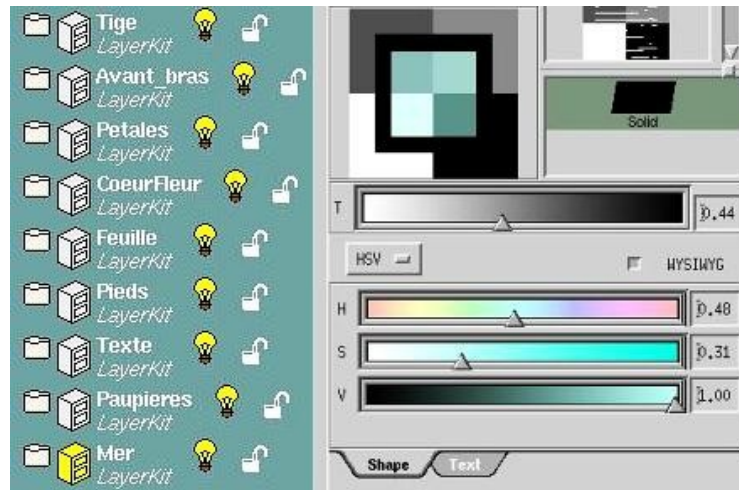 Tige
LayerKit
Avant_bras
LayerKit
Petales
LayerKit
CoeurFleur
LayerKit
Feuille
LayerKit
Pieds
LayerKit
Texte
LayerKit
Paupieres
LayerKit
Mer
LayerKit
Solid
T 0.44
HSV WYSIWYG
H 0.48
S 0.31
V 1.00
Shape Text